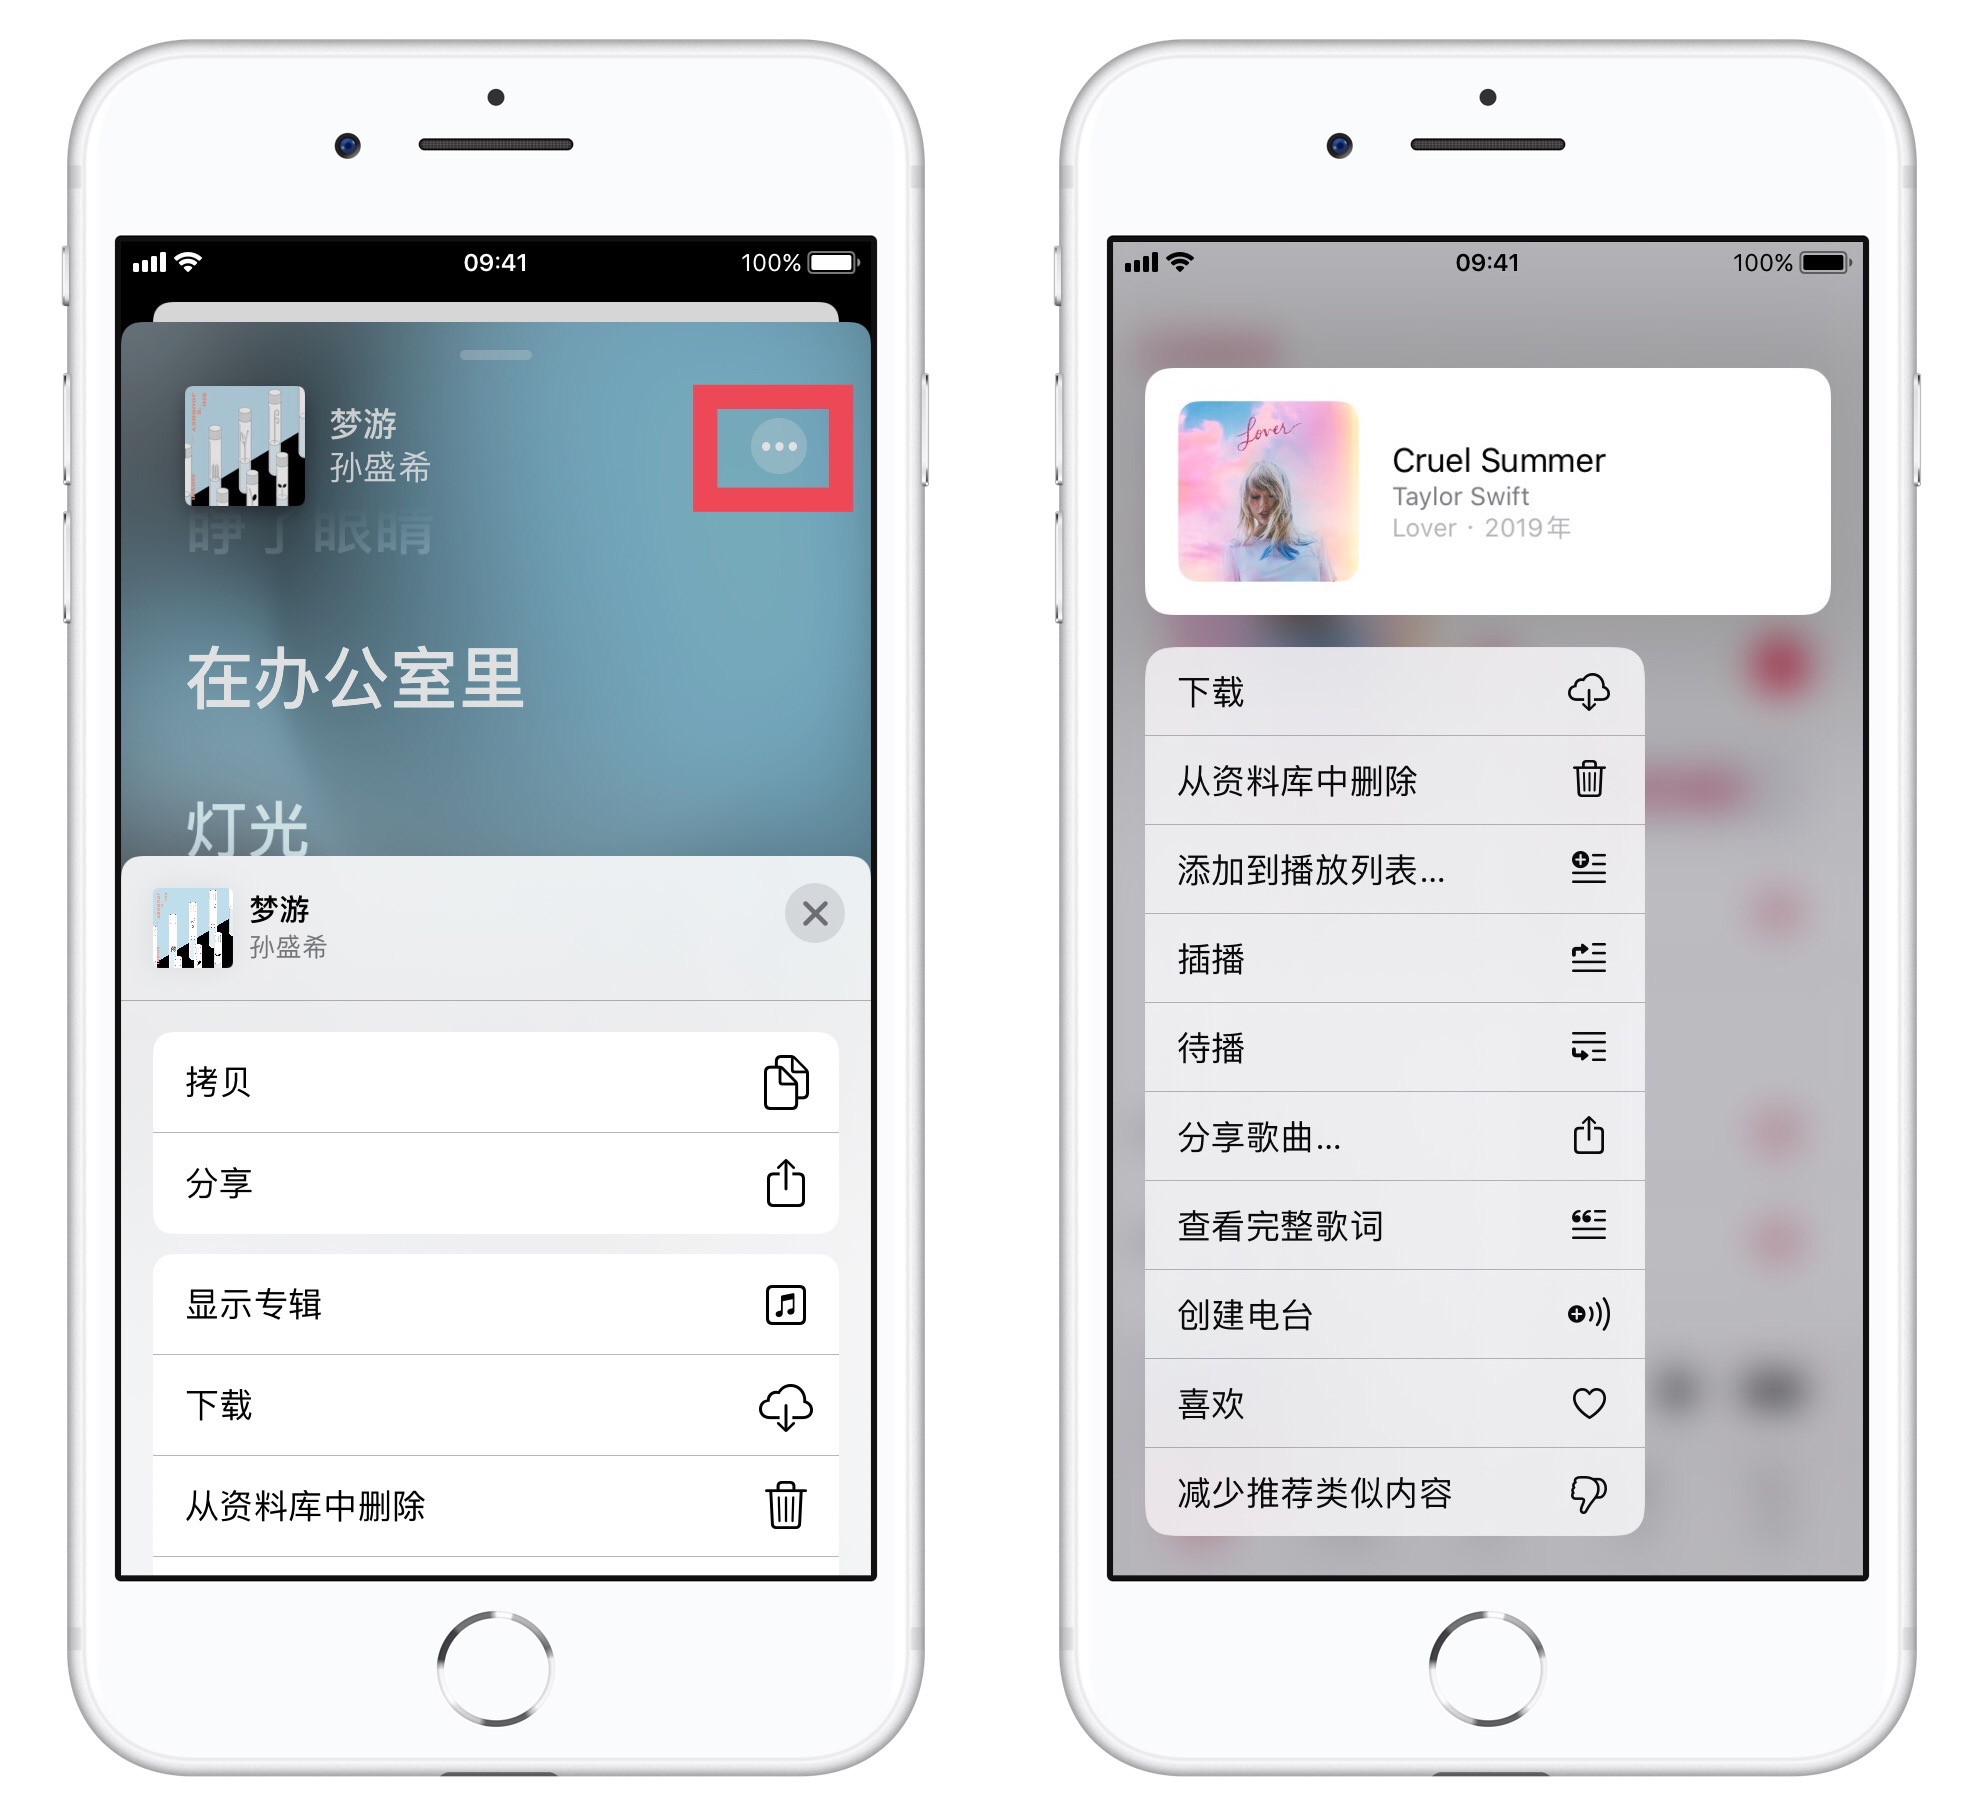 09:41
100%
梦游
孙盛希
睁了眼睛
在办公室里
灯光
梦游
孙盛希
拷贝
分享
显示专辑
下载
从资料库中删除
09:41
100%
Lover
Cruel Summer
Taylor Swift
Lover · 2019年
下载
从资料库中删除
添加到播放列表...
插播
待播
分享歌曲...
查看完整歌词
创建电台
喜欢
减少推荐类似内容